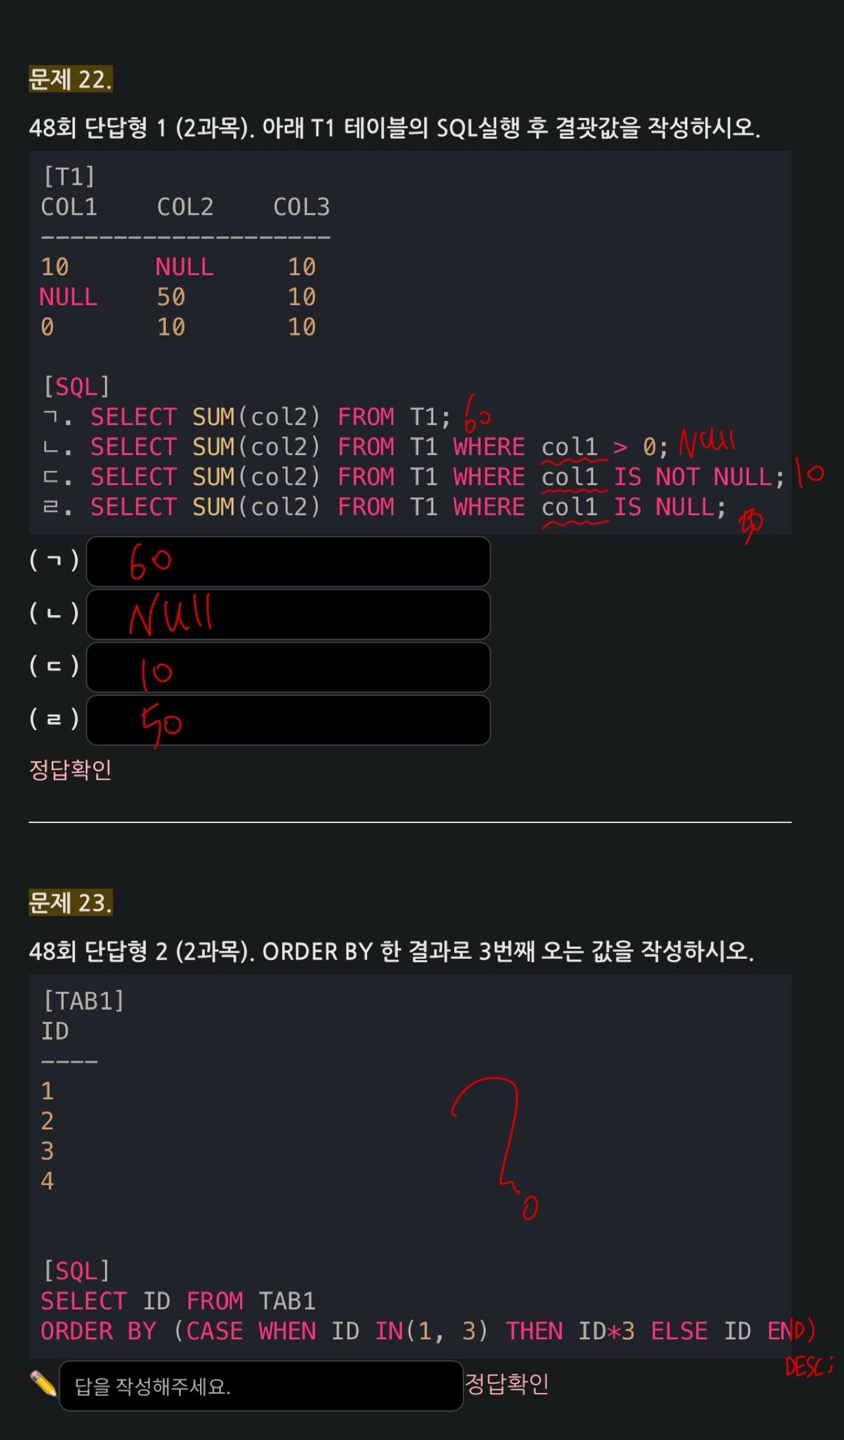 문제 22.
48회 단답형 1 (2과목). 아래 T1 테이블의 SQL실행 후 결괏값을 작성하시오.
[T1]
COL1 COL2 COL3
--------------------
10 NULL 10
NULL 50 10
0 10 10
[SQL]
ㄱ. SELECT SUM(col2) FROM T1; 60
ㄴ. SELECT SUM(col2) FROM T1 WHERE col1 > 0; NUll
ㄷ. SELECT SUM(col2) FROM T1 WHERE col1 IS NOT NULL; 10
ㄹ. SELECT SUM(col2) FROM T1 WHERE col1 IS NULL;
(ㄱ) 60
(ㄴ) NUll
(ㄷ) 10
(ㄹ) 50
정답확인
문제 23.
48회 단답형 2 (2과목). ORDER BY 한 결과로 3번째 오는 값을 작성하시오.
[TAB1]
ID
----
1
2
3
4
?
[SQL]
SELECT ID FROM TAB1
ORDER BY (CASE WHEN ID IN(1, 3) THEN ID*3 ELSE ID END)
DESC;
답을 작성해주세요. 정답확인